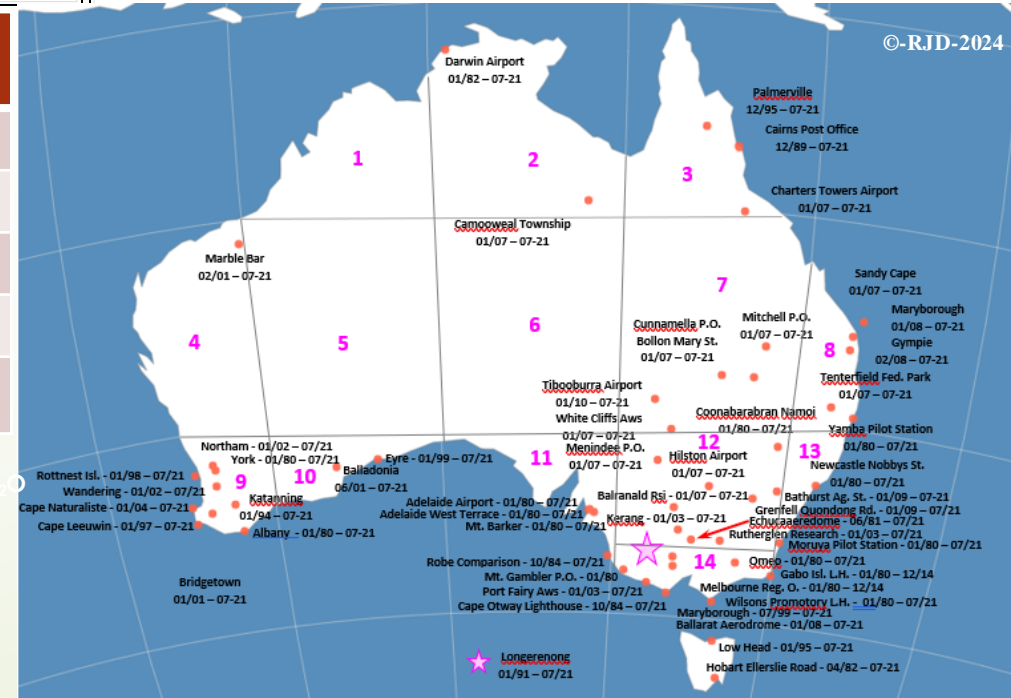 ©-RJD-2024
Darwin Airport
01/82 – 07-21
Palmerville
12/95 – 07-21
Cairns Post Office
12/89 – 07-21
1
2
3
Charters Towers Airport
01/07 – 07-21
Camooweal Township
01/07 – 07-21
Marble Bar
02/01 – 07-21
Sandy Cape
01/07 – 07-21
7
Maryborough
01/08 – 07-21
Mitchell P.O.
01/07 – 07-21
Cunnamella P.O.
Bollon Mary St.
01/07 – 07-21
4
5
6
8
Gympie
02/08 – 07-21
Tenterfield Fed. Park
01/07 – 07-21
Tibooburra Airport
01/10 – 07-21
White Cliffs Aws
01/07 – 07-21
Coonabarabran Namoi
01/80 – 07-21
Yamba Pilot Station
01/80 – 07/21
Northam - 01/02 – 07/21
York - 01/80 – 07/21
Eyre - 01/99 – 07/21
Menindee P.O.
01/07 – 07-21
11
12
Hilston Airport
01/07 – 07-21
13
Newcastle Nobbys St.
01/80 – 07-21
Rottnest Isl. - 01/98 – 07/21
Wandering - 01/02 – 07/21
Cape Naturaliste - 01/04 – 07/21
Cape Leeuwin - 01/97 – 07/21
9
10
Balladonia
06/01 – 07-21
Katanning
01/94 – 07-21
Albany - 01/80 – 07-21
₂O
Adelaide Airport - 01/80 – 07/21
Adelaide West Terrace - 01/80 – 07/21
Mt. Barker - 01/80 – 07/21
Balranald Rsi - 01/07 – 07-21
Kerang - 01/03 – 07-21
Bathurst Ag. St. - 01/09 – 07-21
Grenfell Quondong Rd. - 01/09 – 07/21
Echucaaeredome - 06/81 – 07/21
Rutherglen Research - 01/03 – 07/21
Moruya Pilot Station - 01/80 – 07/21
Robe Comparison - 10/84 – 07/21
Mt. Gambler P.O. - 01/80
Port Fairy Aws - 01/03 – 07/21
Cape Otway Lighthouse - 10/84 – 07/21
14
Omeo - 01/80 – 07/21
Gabo Isl. L.H. - 01/80 – 12/14
Melbourne Reg. O. - 01/80 – 12/14
Wilsons Promotory L.H. - 01/80 – 07/21
Maryborough - 07/99 – 07/21
Ballarat Aerodrome - 01/08 – 07/21
Bridgetown
01/01 – 07-21
Longerenong
01/91 – 07/21
Low Head - 01/95 – 07/21
Hobart Ellerslie Road - 04/82 – 07-21